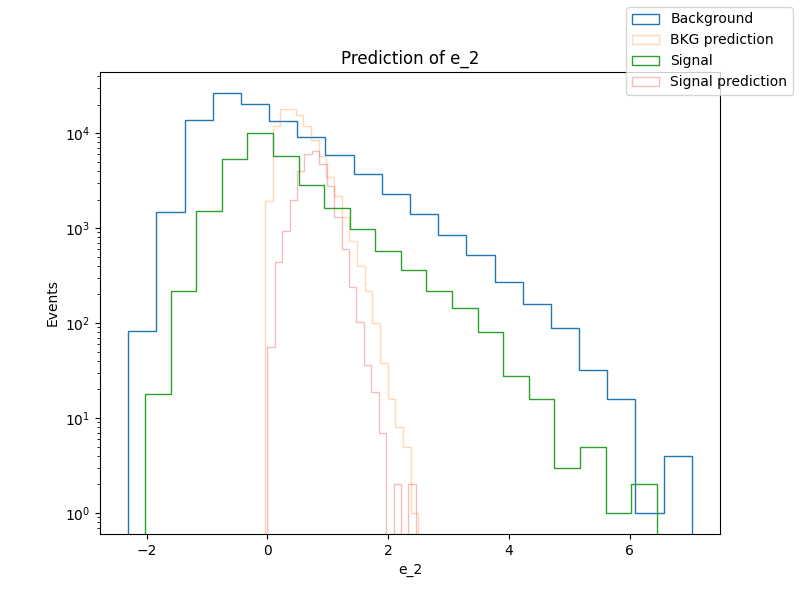 Prediction of e_2
Background
BKG prediction
Signal
Signal prediction
Events
10^4
10^3
10^2
10^1
10^0
−2
0
2
4
6
e_2